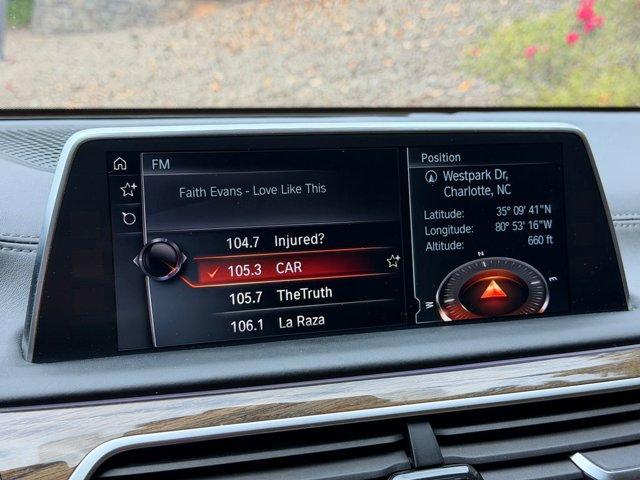 FM
Faith Evans - Love Like This
104.7 Injured?
105.3 CAR
105.7 TheTruth
106.1 La Raza
Position
Westpark Dr,
Charlotte, NC
Latitude: 35° 09' 41"N
Longitude: 80° 53' 16"W
Altitude: 660 ft
N
W
E